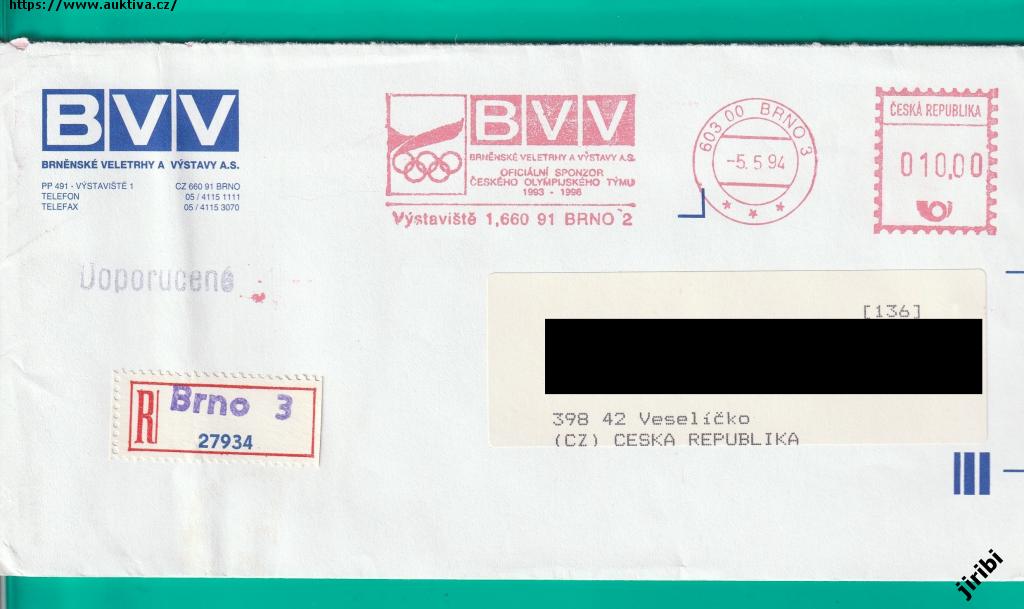 https://www.auktiva.cz/
BVV
BRNĚNSKÉ VELETRHY A VÝSTAVY A.S.
PP 491 - VÝSTAVIŠTĚ 1 CZ 660 91 BRNO
TELEFON 05 / 4115 1111
TELEFAX 05 / 4115 3070
BVV
BRNĚNSKÉ VELETRHY A VÝSTAVY A.S.
OFICIÁLNÍ SPONZOR
ČESKÉHO OLYMPIJSKÉHO TÝMU
1993 - 1996
Výstaviště 1,660 91 BRNO 2
603 00 BRNO 3
-5. 5 94
ČESKÁ REPUBLIKA
010,00
Doporučeně
R
Brno 3
27934
[136]
398 42 Veselíčko
(CZ) CESKA REPUBLIKA
jiribi